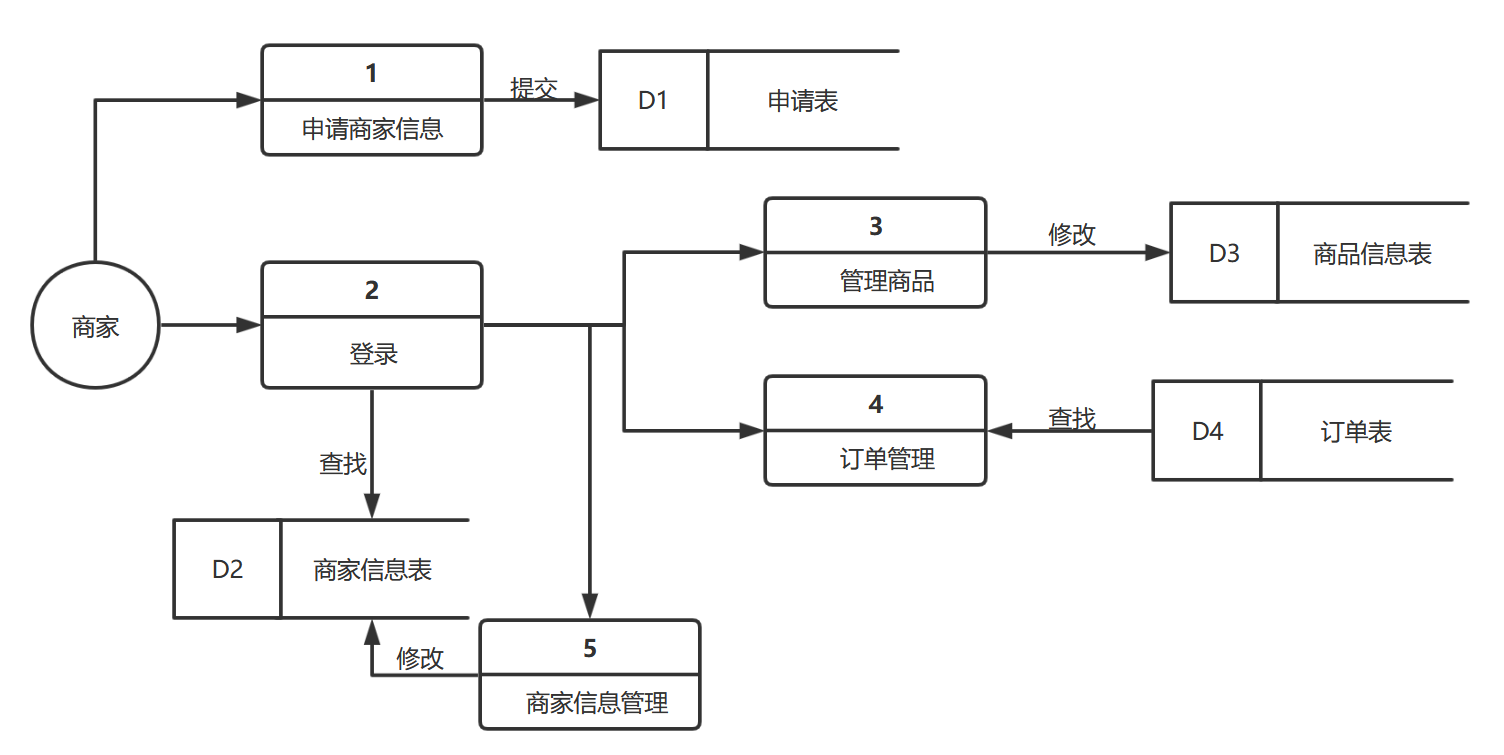 1
申请商家信息
提交
D1
申请表
商家
2
登录
3
管理商品
修改
D3
商品信息表
4
订单管理
查找
D4
订单表
查找
D2
商家信息表
修改
5
商家信息管理